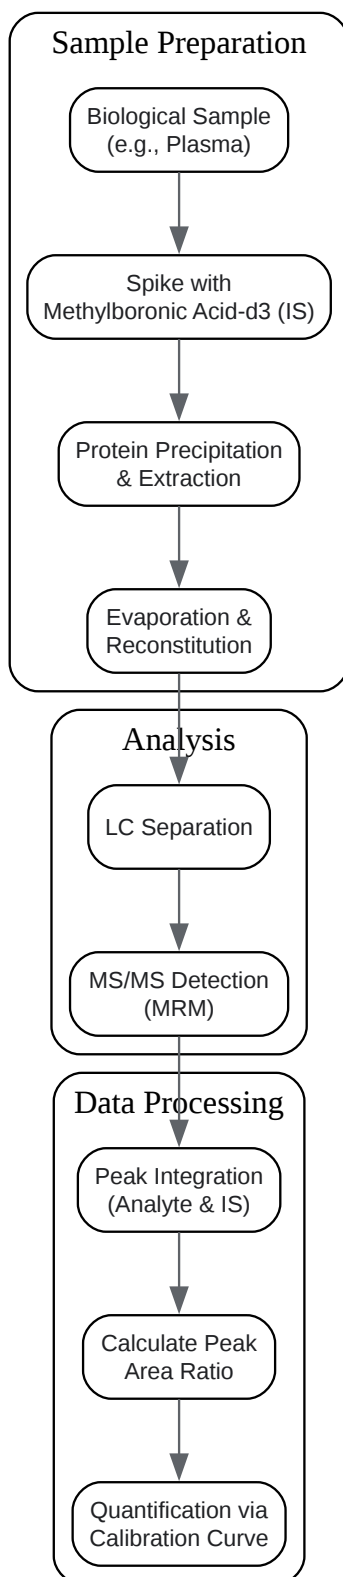 Sample Preparation
Biological Sample
(e.g., Plasma)
Spike with
Methylboronic Acid-d3 (IS)
Protein Precipitation
& Extraction
Evaporation &
Reconstitution
Analysis
LC Separation
MS/MS Detection
(MRM)
Data Processing
Peak Integration
(Analyte & IS)
Calculate Peak
Area Ratio
Quantification via
Calibration Curve